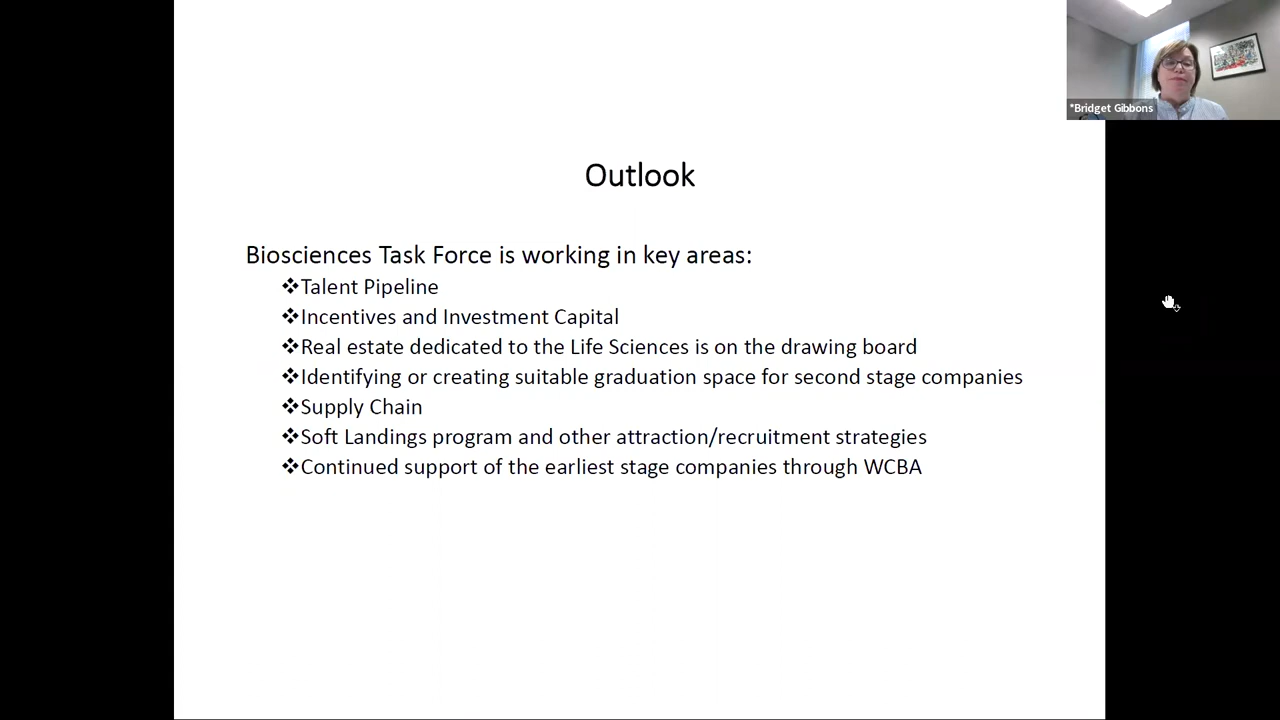 *Bridget Gibbons
Outlook
Biosciences Task Force is working in key areas:
❖Talent Pipeline
❖Incentives and Investment Capital
❖Real estate dedicated to the Life Sciences is on the drawing board
❖Identifying or creating suitable graduation space for second stage companies
❖Supply Chain
❖Soft Landings program and other attraction/recruitment strategies
❖Continued support of the earliest stage companies through WCBA